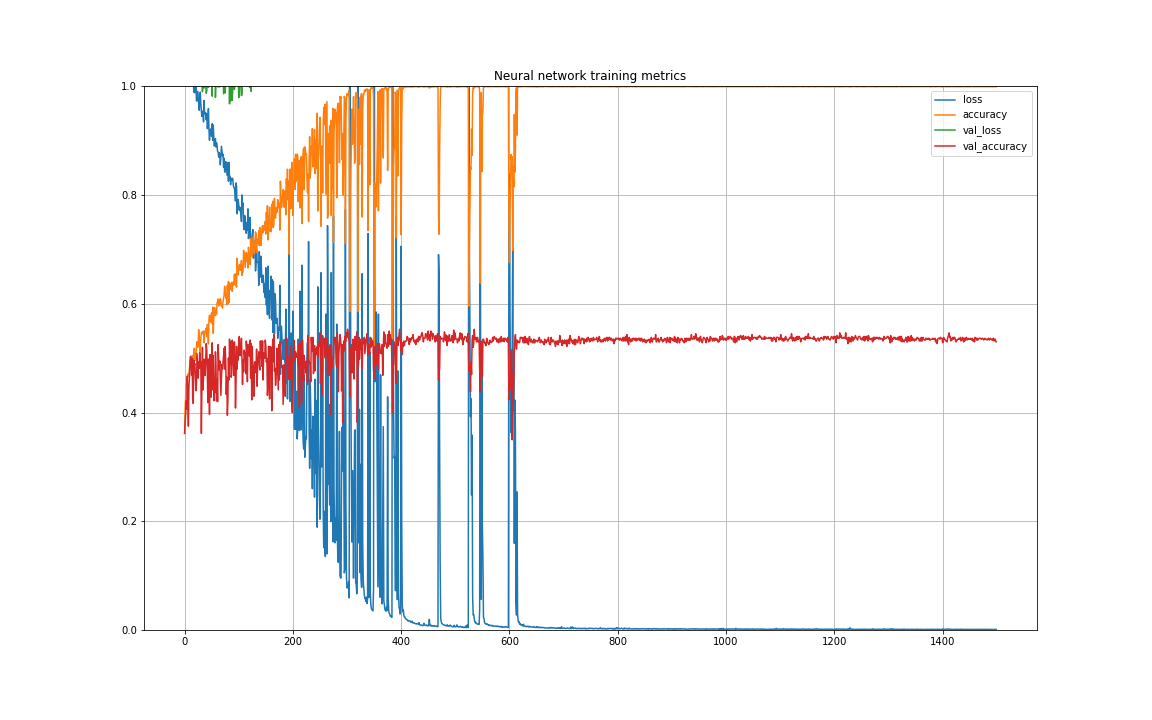 Neural network training metrics
1.0
0.8
0.6
0.4
0.2
0.0
loss
accuracy
val_loss
val_accuracy
0 200 400 600 800 1000 1200 1400